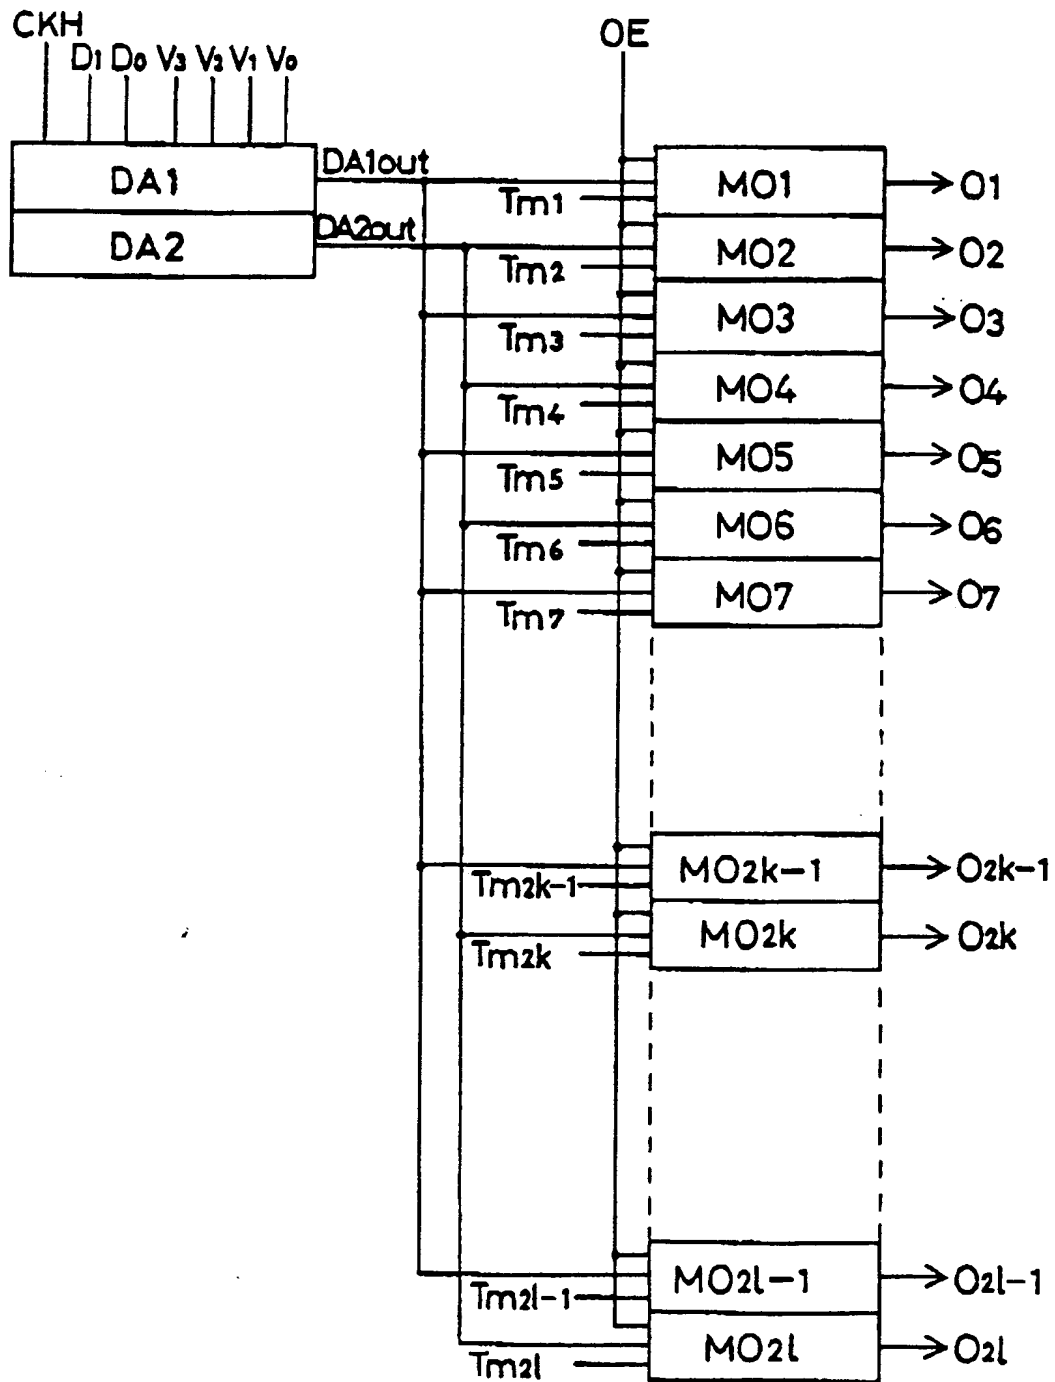 CKH
D1 D0 V3 V2 V1 V0
OE
DA1
DA1out
DA2
DA2out
Tm1
MO1
O1
Tm2
MO2
O2
Tm3
MO3
O3
Tm4
MO4
O4
Tm5
MO5
O5
Tm6
MO6
O6
Tm7
MO7
O7
Tm2k-1
MO2k-1
O2k-1
Tm2k
MO2k
O2k
Tm2l-1
MO2l-1
O2l-1
Tm2l
MO2l
O2l